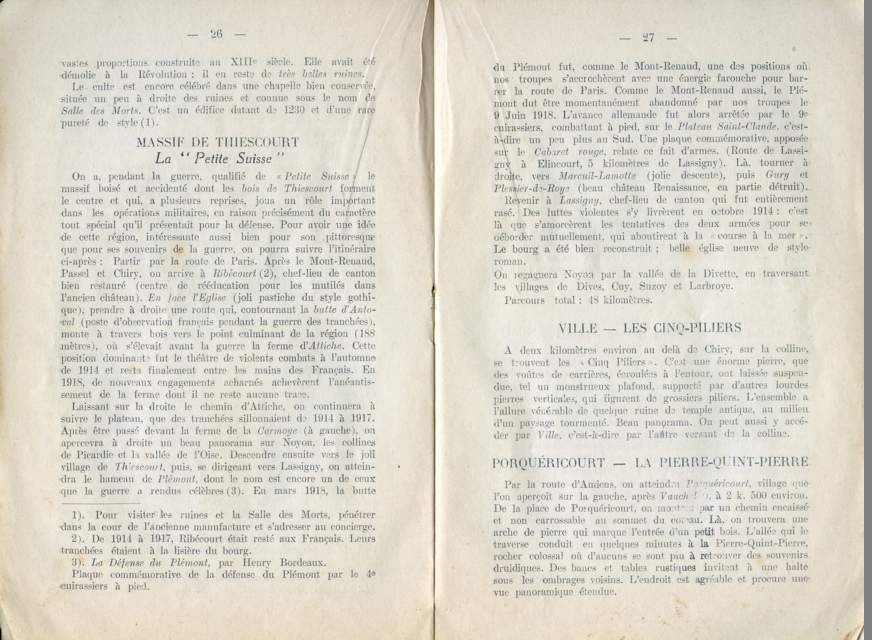 — 26 —
vastes proportions construite au XIIIe siècle. Elle avait été
démolie à la Révolution : il en reste de très belles ruines.
Le culte est encore célébré dans une chapelle bien conservée,
située un peu à droite des ruines et connue sous le nom de
Salle des Morts. C'est un édifice datant de 1230 et d'une rare
pureté de style (1).
MASSIF DE THIESCOURT
La “ Petite Suisse ”
On a, pendant la guerre, qualifié de « Petite Suisse » le
massif boisé et accidenté dont les bois de Thiescourt forment
le centre et qui, a plusieurs reprises, joua un rôle important
dans les opérations militaires, en raison précisément du caractère
tout spécial qu'il présentait pour la défense. Pour avoir une idée
de cette région, intéressante aussi bien pour son pittoresque
que pour ses souvenirs de la guerre, on pourra suivre l'itinéraire
ci-après : Partir par la route de Paris. Après le Mont-Renaud,
Passel et Chiry, on arrive à Ribécourt (2), chef-lieu de canton
bien restauré (centre de rééducation pour les mutilés dans
l'ancien château). En face l'Eglise (joli pastiche du style gothi-
que), prendre à droite une route qui, contournant la butte d'Anto-
val (poste d'observation français pendant la guerre des tranchées),
monte à travers bois vers le point culminant de la région (188
mètres), où s'élevait avant la guerre la ferme d'Attiche. Cette
position dominante fut le théâtre de violents combats à l'automne
de 1914 et resta finalement entre les mains des Français. En
1918, de nouveaux engagements acharnés achevèrent l'anéantis-
sement de la ferme dont il ne reste aucune trace.
Laissant sur la droite le chemin d'Attiche, on continuera à
suivre le plateau, que des tranchées sillonnaient de 1914 à 1917.
Après être passé devant la ferme de la Carnoye (à gauche), on
apercevra à droite un beau panorama sur Noyon, les collines
de Picardie et la vallée de l'Oise. Descendre ensuite vers le joli
village de Thiescourt, puis, se dirigeant vers Lassigny, on attein-
dra le hameau de Plémont, dont le nom est encore un de ceux
que la guerre a rendus célèbres (3). En mars 1918, la butte
1). Pour visiter les ruines et la Salle des Morts, pénétrer
dans la cour de l'ancienne manufacture et s'adresser au concierge.
2). De 1914 à 1917, Ribécourt était resté aux Français. Leurs
tranchées étaient à la lisière du bourg.
3). La Défense du Plémont, par Henry Bordeaux.
Plaque commémorative de la défense du Plémont par le 4e
cuirassiers à pied.
— 27 —
du Plémont fut, comme le Mont-Renaud, une des positions où
nos troupes s'accrochèrent avec une énergie farouche pour bar-
rer la route de Paris. Comme le Mont-Renaud aussi, le Plé-
mont dut être momentanément abandonné par nos troupes le
9 Juin 1918. L'avance allemande fut alors arrêtée par le 9e
cuirassiers, combattant à pied, sur le Plateau Saint-Claude, c'est-
à-dire un peu plus au Sud. Une plaque commémorative, apposée
sur le Cabaret rouge, relate ce fait d'armes. (Route de Lassi-
gny à Elincourt, 5 kilomètres de Lassigny). Là, tourner à
droite, vers Mareuil-Lamotte (jolie descente), puis Gury et
Plessier-de-Roye (beau château Renaissance, en partie détruit).
Revenir à Lassigny, chef-lieu de canton qui fut entièrement
rasé. Des luttes violentes s'y livrèrent en octobre 1914 : c'est
là que s'amorcèrent les tentatives des deux armées pour se
déborder mutuellement, qui aboutirent à la « course à la mer ».
Le bourg a été bien reconstruit ; belle église neuve de style
roman.
On regagnera Noyon par la vallée de la Divette, en traversant
les villages de Dives, Cuy, Suzoy et Larbroye.
Parcours total : 48 kilomètres.
VILLE — LES CINQ-PILIERS
A deux kilomètres environ au delà de Chiry, sur la colline,
se trouvent les « Cinq Piliers ». C'est une énorme pierre, que
des voûtes de carrières, écroulées à l'entour, ont laissée suspen-
due, tel un monstrueux plafond, supporté par d'autres lourdes
pierres verticales, qui figurent de grossiers piliers. L'ensemble a
l'allure vénérable de quelque ruine de temple antique, au milieu
d'un paysage tourmenté. Beau panorama. On peut aussi y accé-
der par Ville, c'est-à-dire par l'autre versant de la colline.
PORQUÉRICOURT — LA PIERRE-QUINT-PIERRE
Par la route d'Amiens, on atteindra Porquéricourt, village que
l'on aperçoit sur la gauche, après à 2 k. 500 environ.
De la place de Porquéricourt, on montera par un chemin encaissé
et non carrossable au sommet du coteau. Là, on trouvera une
arche de pierre qui marque l'entrée d'un petit bois. L'allée qui le
traverse conduit en quelques minutes à la Pierre-Quint-Pierre,
rocher colossal où d'aucuns se sont plu à retrouver des souvenirs
druidiques. Des bancs et tables rustiques invitent à une halte
sous les ombrages voisins. L'endroit est agréable et procure une
vue panoramique étendue.